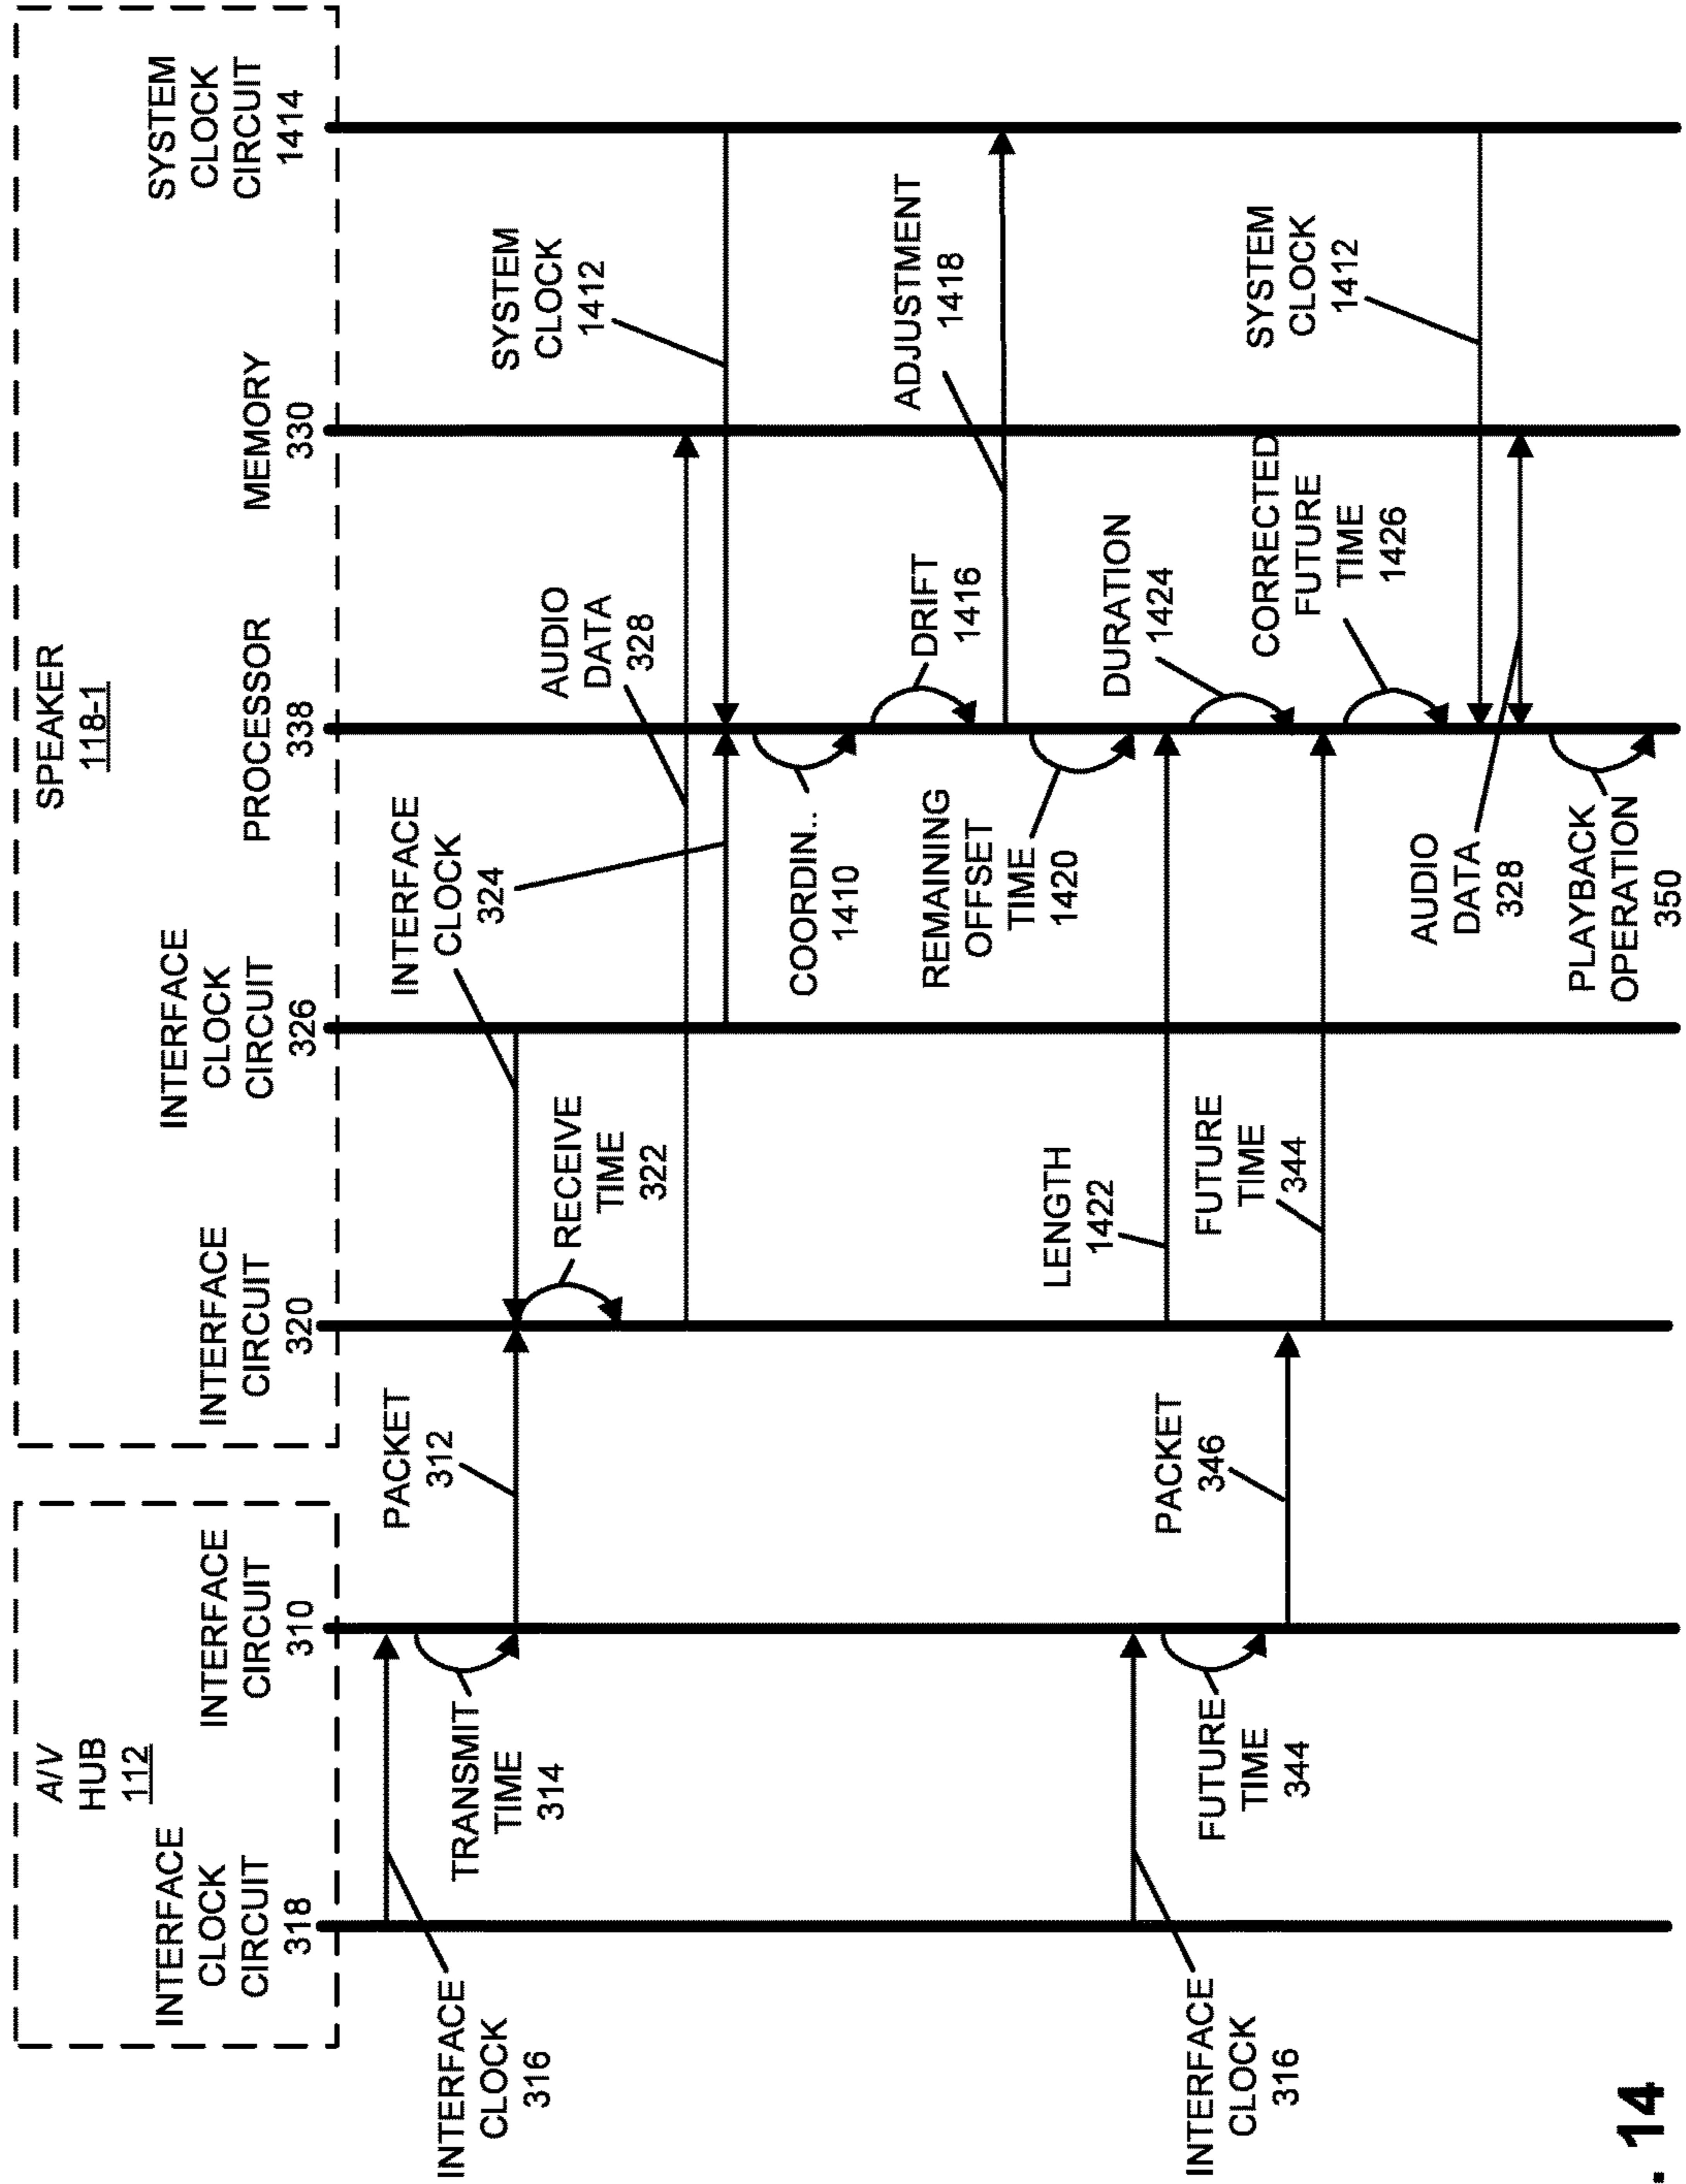 A/V
HUB
112
SPEAKER
118-1
INTERFACE
CLOCK
CIRCUIT
318
INTERFACE
CIRCUIT
310
INTERFACE
CIRCUIT
320
INTERFACE
CLOCK
CIRCUIT
326
PROCESSOR
338
MEMORY
330
SYSTEM
CLOCK
CIRCUIT
1414
INTERFACE
CLOCK
316
TRANSMIT
TIME
314
PACKET
312
INTERFACE
CLOCK
324
RECEIVE
TIME
322
AUDIO
DATA
328
SYSTEM
CLOCK
1412
COORDIN..
1410
DRIFT
1416
ADJUSTMENT
1418
REMAINING
OFFSET
TIME
1420
LENGTH
1422
DURATION
1424
INTERFACE
CLOCK
316
FUTURE
TIME
344
PACKET
346
FUTURE
TIME
344
CORRECTED
FUTURE
TIME
1426
SYSTEM
CLOCK
1412
AUDIO
DATA
328
PLAYBACK
OPERATION
350
. 14